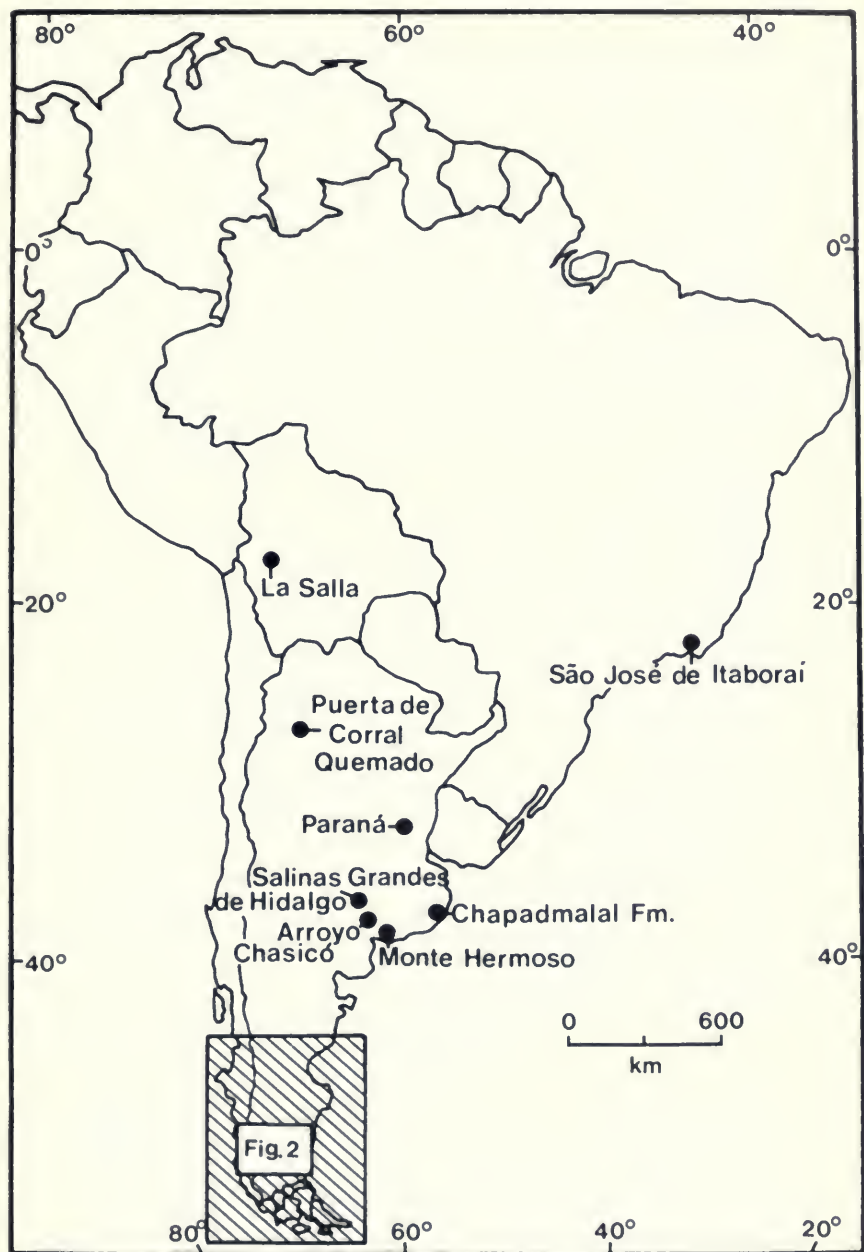 80° 60° 40°
0° 0°
La Salla
20° 20°
São José de Itaboraí
Puerta de
Corral
Quemado
Paraná
Salinas Grandes
de Hidalgo
Chapadmalal Fm.
Arroyo
Chasicó
Monte Hermoso
40° 40°
0 600
km
Fig. 2
80° 60° 40° 20°